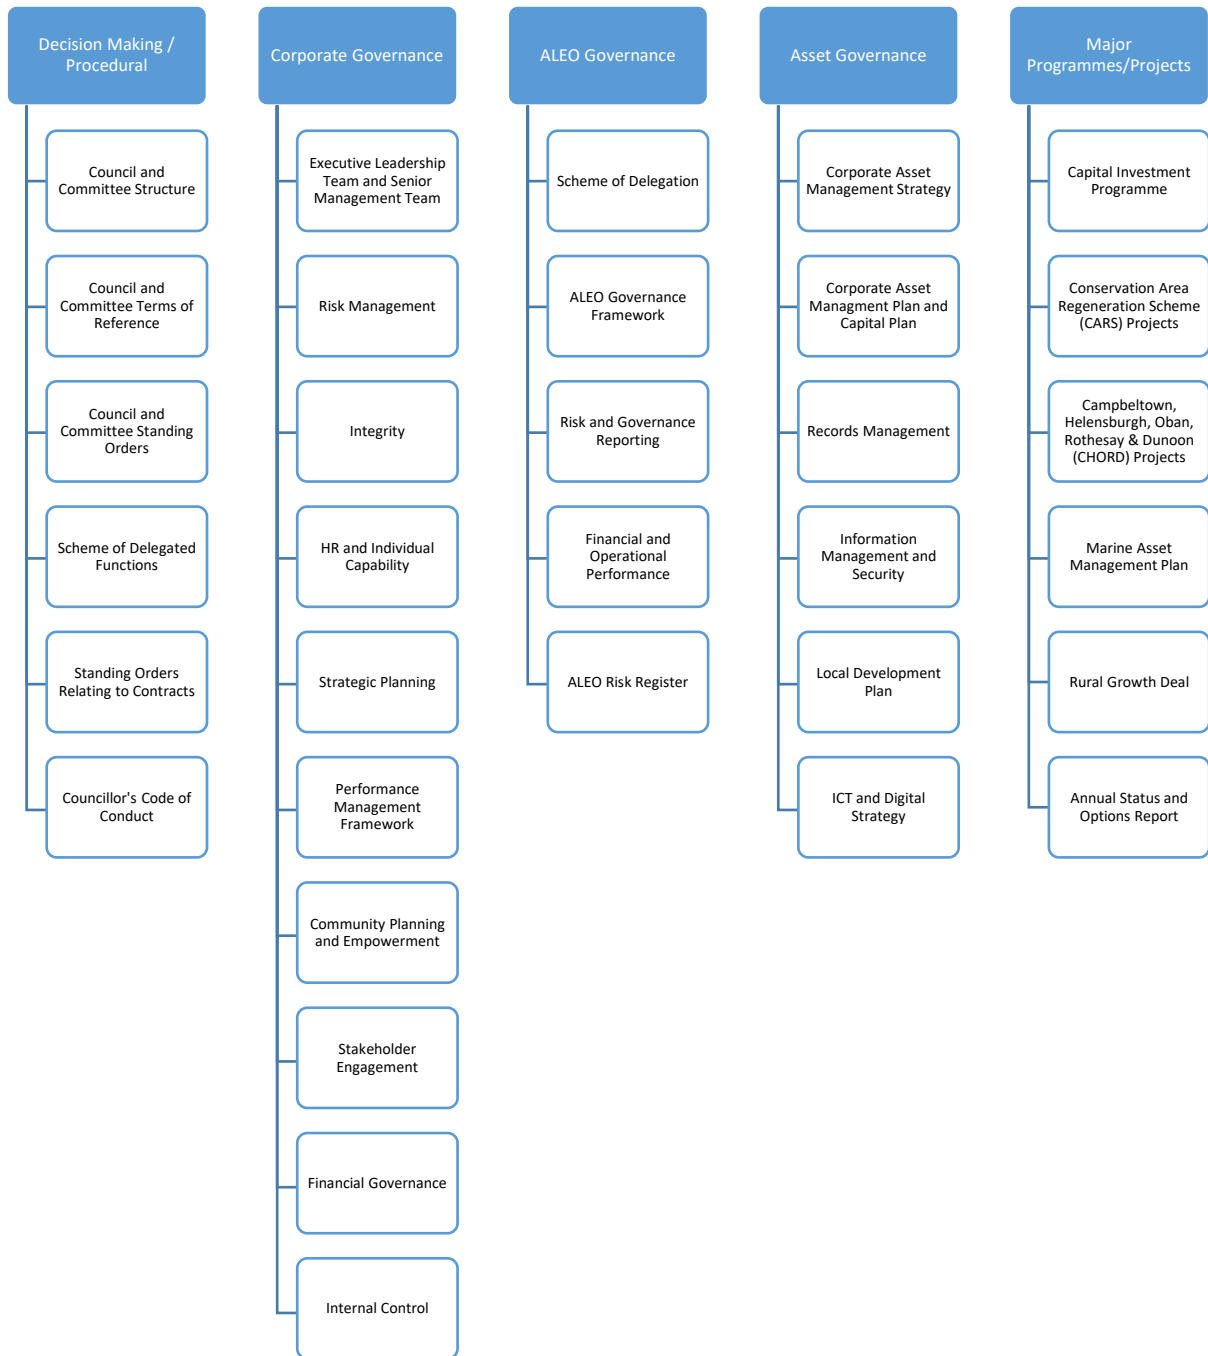 Decision Making /
Procedural
Council and
Committee Structure
Council and
Committee Terms of
Reference
Council and
Committee Standing
Orders
Scheme of Delegated
Functions
Standing Orders
Relating to Contracts
Councillor's Code of
Conduct
Corporate Governance
Executive Leadership
Team and Senior
Management Team
Risk Management
Integrity
HR and Individual
Capability
Strategic Planning
Performance
Management
Framework
Community Planning
and Empowerment
Stakeholder
Engagement
Financial Governance
Internal Control
ALEO Governance
Scheme of Delegation
ALEO Governance
Framework
Risk and Governance
Reporting
Financial and
Operational
Performance
ALEO Risk Register
Asset Governance
Corporate Asset
Management Strategy
Corporate Asset
Managment Plan and
Capital Plan
Records Management
Information
Management and
Security
Local Development
Plan
ICT and Digital
Strategy
Major
Programmes/Projects
Capital Investment
Programme
Conservation Area
Regeneration Scheme
(CARS) Projects
Campbeltown,
Helensburgh, Oban,
Rothesay & Dunoon
(CHORD) Projects
Marine Asset
Management Plan
Rural Growth Deal
Annual Status and
Options Report